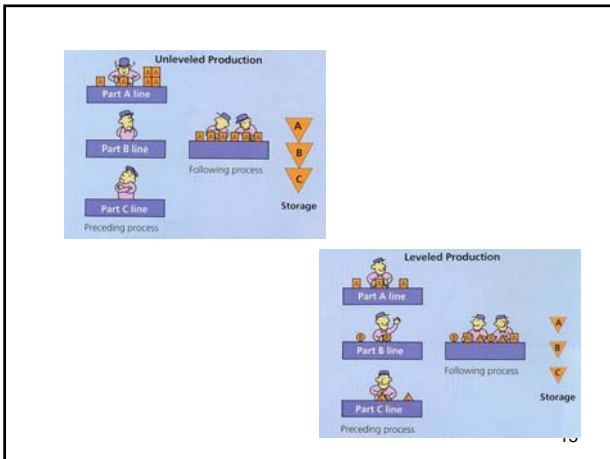 Unleveled Production
A A A A
A A
Part A line
Part B line
Part C line
Preceding process
A A A A A A
Following process
A
B
C
Storage
Leveled Production
A A A
Part A line
B B
Part B line
Part C line
Preceding process
Following process
A
B
C
Storage